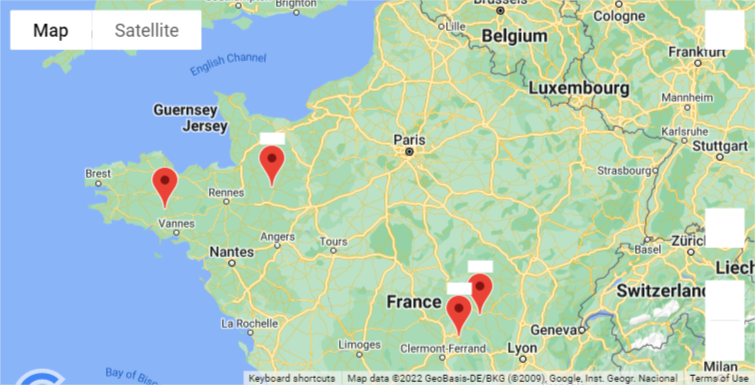 Brighton
Brussels
Cologne
Map
Satellite
Lille
Belgium
Frankfurt
English Channel
Luxembourg
Mannheim
Guernsey
Jersey
Karlsruhe
Paris
Stuttgart
Strasbourg
Brest
Rennes
Vannes
Angers
Tours
Basel
Zürich
Nantes
Liech
Switzerland
France
La Rochelle
Geneva
Limoges
Clermont-Ferrand
Lyon
Milan
Bay of Bisc
Keyboard shortcuts
Map data ©2022 GeoBasis-DE/BKG (©2009), Google, Inst. Geogr. Nacional
Terms of Use